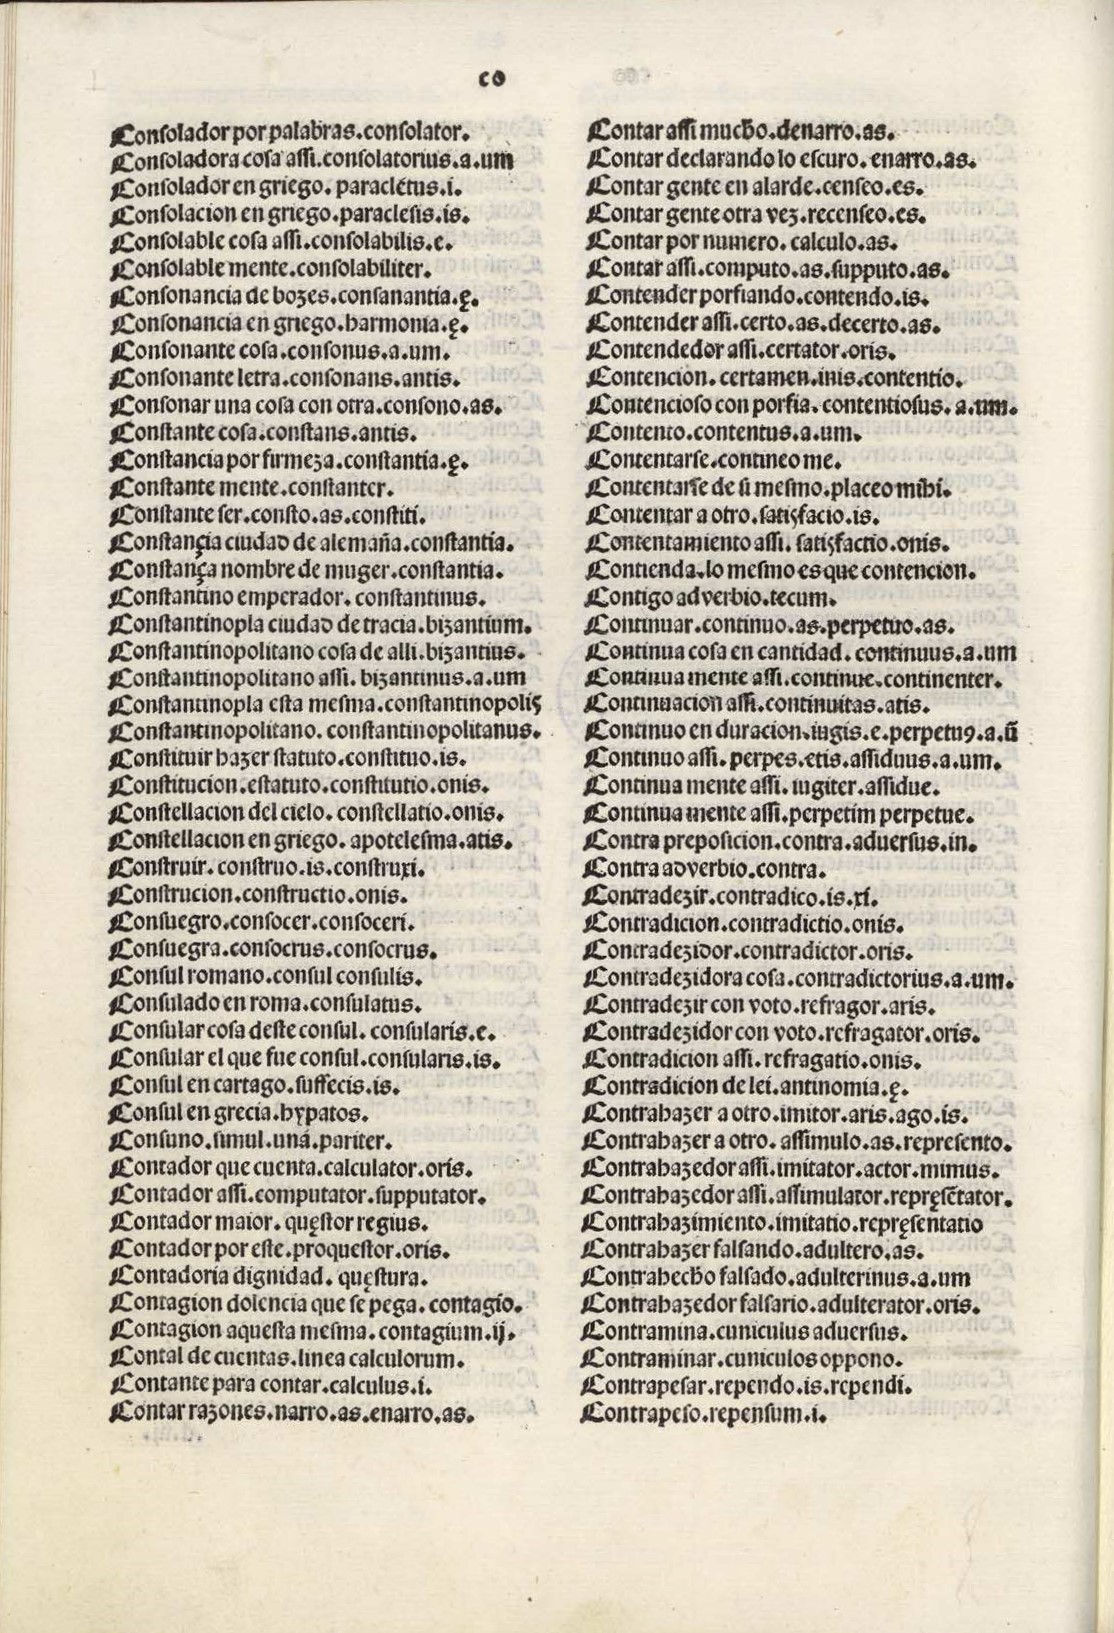 co
Consolador por palabras.consolator.
Consoladora cosa assi.consolatorius.a.um
Consolador en griego.paraclétus.i.
Consolacion en griego.paraclesis.is.
Consolable cosa assi.consolabilis.e.
Consolable mente.consolabiliter.
Consonancia de bozes.consanantia.ę.
Consonancia en griego.harmonia.ę.
Consonante cosa.consonus.a.um.
Consonante letra.consonans.antis.
Consonar una cosa con otra.consono.as.
Constante cosa.constans.antis.
Constancia por firmeza.constantia.ę.
Constante mente.constanter.
Constante ser.consto.as.constiti.
Constançia ciudad de alemaña.constantia.
Constança nombre de muger.constantia.
Constantino emperador.constantinus.
Constantinopla ciudad de tracia.bizantium.
Constantinopolitano cosa de alli.bizantius.
Constantinopolitano assi.bizantinus.a.um
Constantinopla esta mesma.constantinopolis
Constantinopolitano.constantinopolitanus.
Constituir hazer statuto.constituo.is.
Constitucion.estatuto.constitutio.onis.
Constellacion del cielo.constellatio.onis.
Constellacion en griego.apotelesma.atis.
Construir.construo.is.construxi.
Construcion.constructio.onis.
Consuegro.consocer.consoceri.
Consuegra.consocrus.consocrus.
Consul romano.consul consulis.
Consulado en roma.consulatus.
Consular cosa deste consul.consularis.e.
Consular el que fue consul.consularis.is.
Consul en cartago.suffecis.is.
Consul en grecia.hypatos.
Consuno.simul.uná.pariter.
Contador que cuenta.calculator.oris.
Contador assi.computator.supputator.
Contador maior.quęstor regius.
Contador por este.proquestor.oris.
Contadoria dignidad.quęstura.
Contagion dolencia que se pega.contagio.
Contagion aquesta mesma.contagium.ij.
Contal de cuentas.linea calculorum.
Contante para contar.calculus.i.
Contar razones.narro.as.enarro.as.
Contar assi mucho.denarro.as.
Contar declarando lo escuro.enarro.as.
Contar gente en alarde.censeo.es.
Contar gente otra vez.recenseo.es.
Contar por numero.calculo.as.
Contar assi.computo.as.supputo.as.
Contender porfiando.contendo.is.
Contender assi.certo.as.decerto.as.
Contendedor assi.certator.oris.
Contencion.certamen.inis.contentio.
Contencioso con porfia.contentiosus.a.um.
Contento.contentus.a.um.
Contentarse.contineo me.
Contentarse de si mesmo.placeo mihi.
Contentar a otro.satisfacio.is.
Contentamiento assi.satisfactio.onis.
Contienda.lo mesmo es que contencion.
Contigo adverbio.tecum.
Continuar.continuo.as.perpetuo.as.
Continua cosa en cantidad.continuus.a.um
Continua mente assi.continue.continenter.
Continuacion assi.continuitas.atis.
Continuo en duracion.iugis.e.perpetuꝰ.a.ū
Continuo assi.perpes.etis.assiduus.a.um.
Continua mente assi.iugiter.assidue.
Continua mente assi.perpetim perpetue.
Contra preposicion.contra.aduersus.in.
Contra adverbio.contra.
Contradezir.contradico.is.xi.
Contradicion.contradictio.onis.
Contradezidor.contradictor.oris.
Contradezidora cosa.contradictorius.a.um.
Contradezir con voto.refragor.aris.
Contradezidor con voto.refragator.oris.
Contradicion assi.refragatio.onis.
Contradicion de lei.antinomia.ę.
Contrahazer a otro.imitor.aris.ago.is.
Contrahazer a otro.assimulo.as.represento.
Contrahazedor assi.imitator.actor.mimus.
Contrahazedor assi.assimulator.repręsētator.
Contrahazimiento.imitatio.repręsentatio
Contrahazer falsando.adultero.as.
Contrahecho falsado.adulterinus.a.um
Contrahazedor falsario.adulterator.oris.
Contramina.cuniculus aduersus.
Contraminar.cuniculos oppono.
Contrapesar.rependo.is.rependi.
Contrapeso.repensum.i.